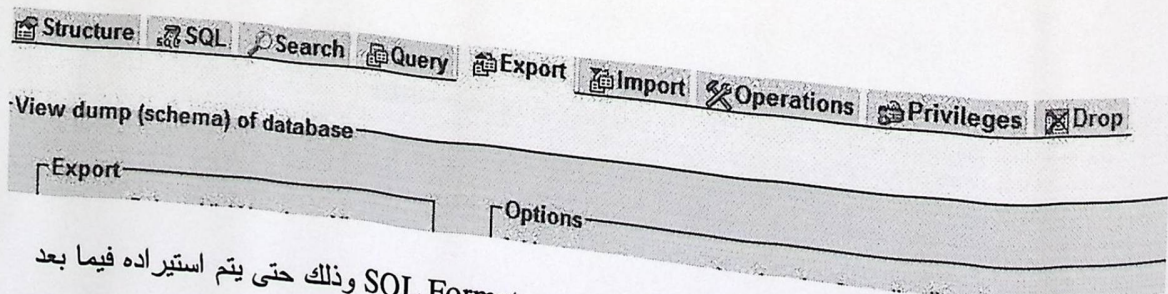 Structure SQL Search Query Export Import Operations Privileges Drop
View dump (schema) of database
Export
Options
SQL وذلك حتى يتم استيراده فيما بعد